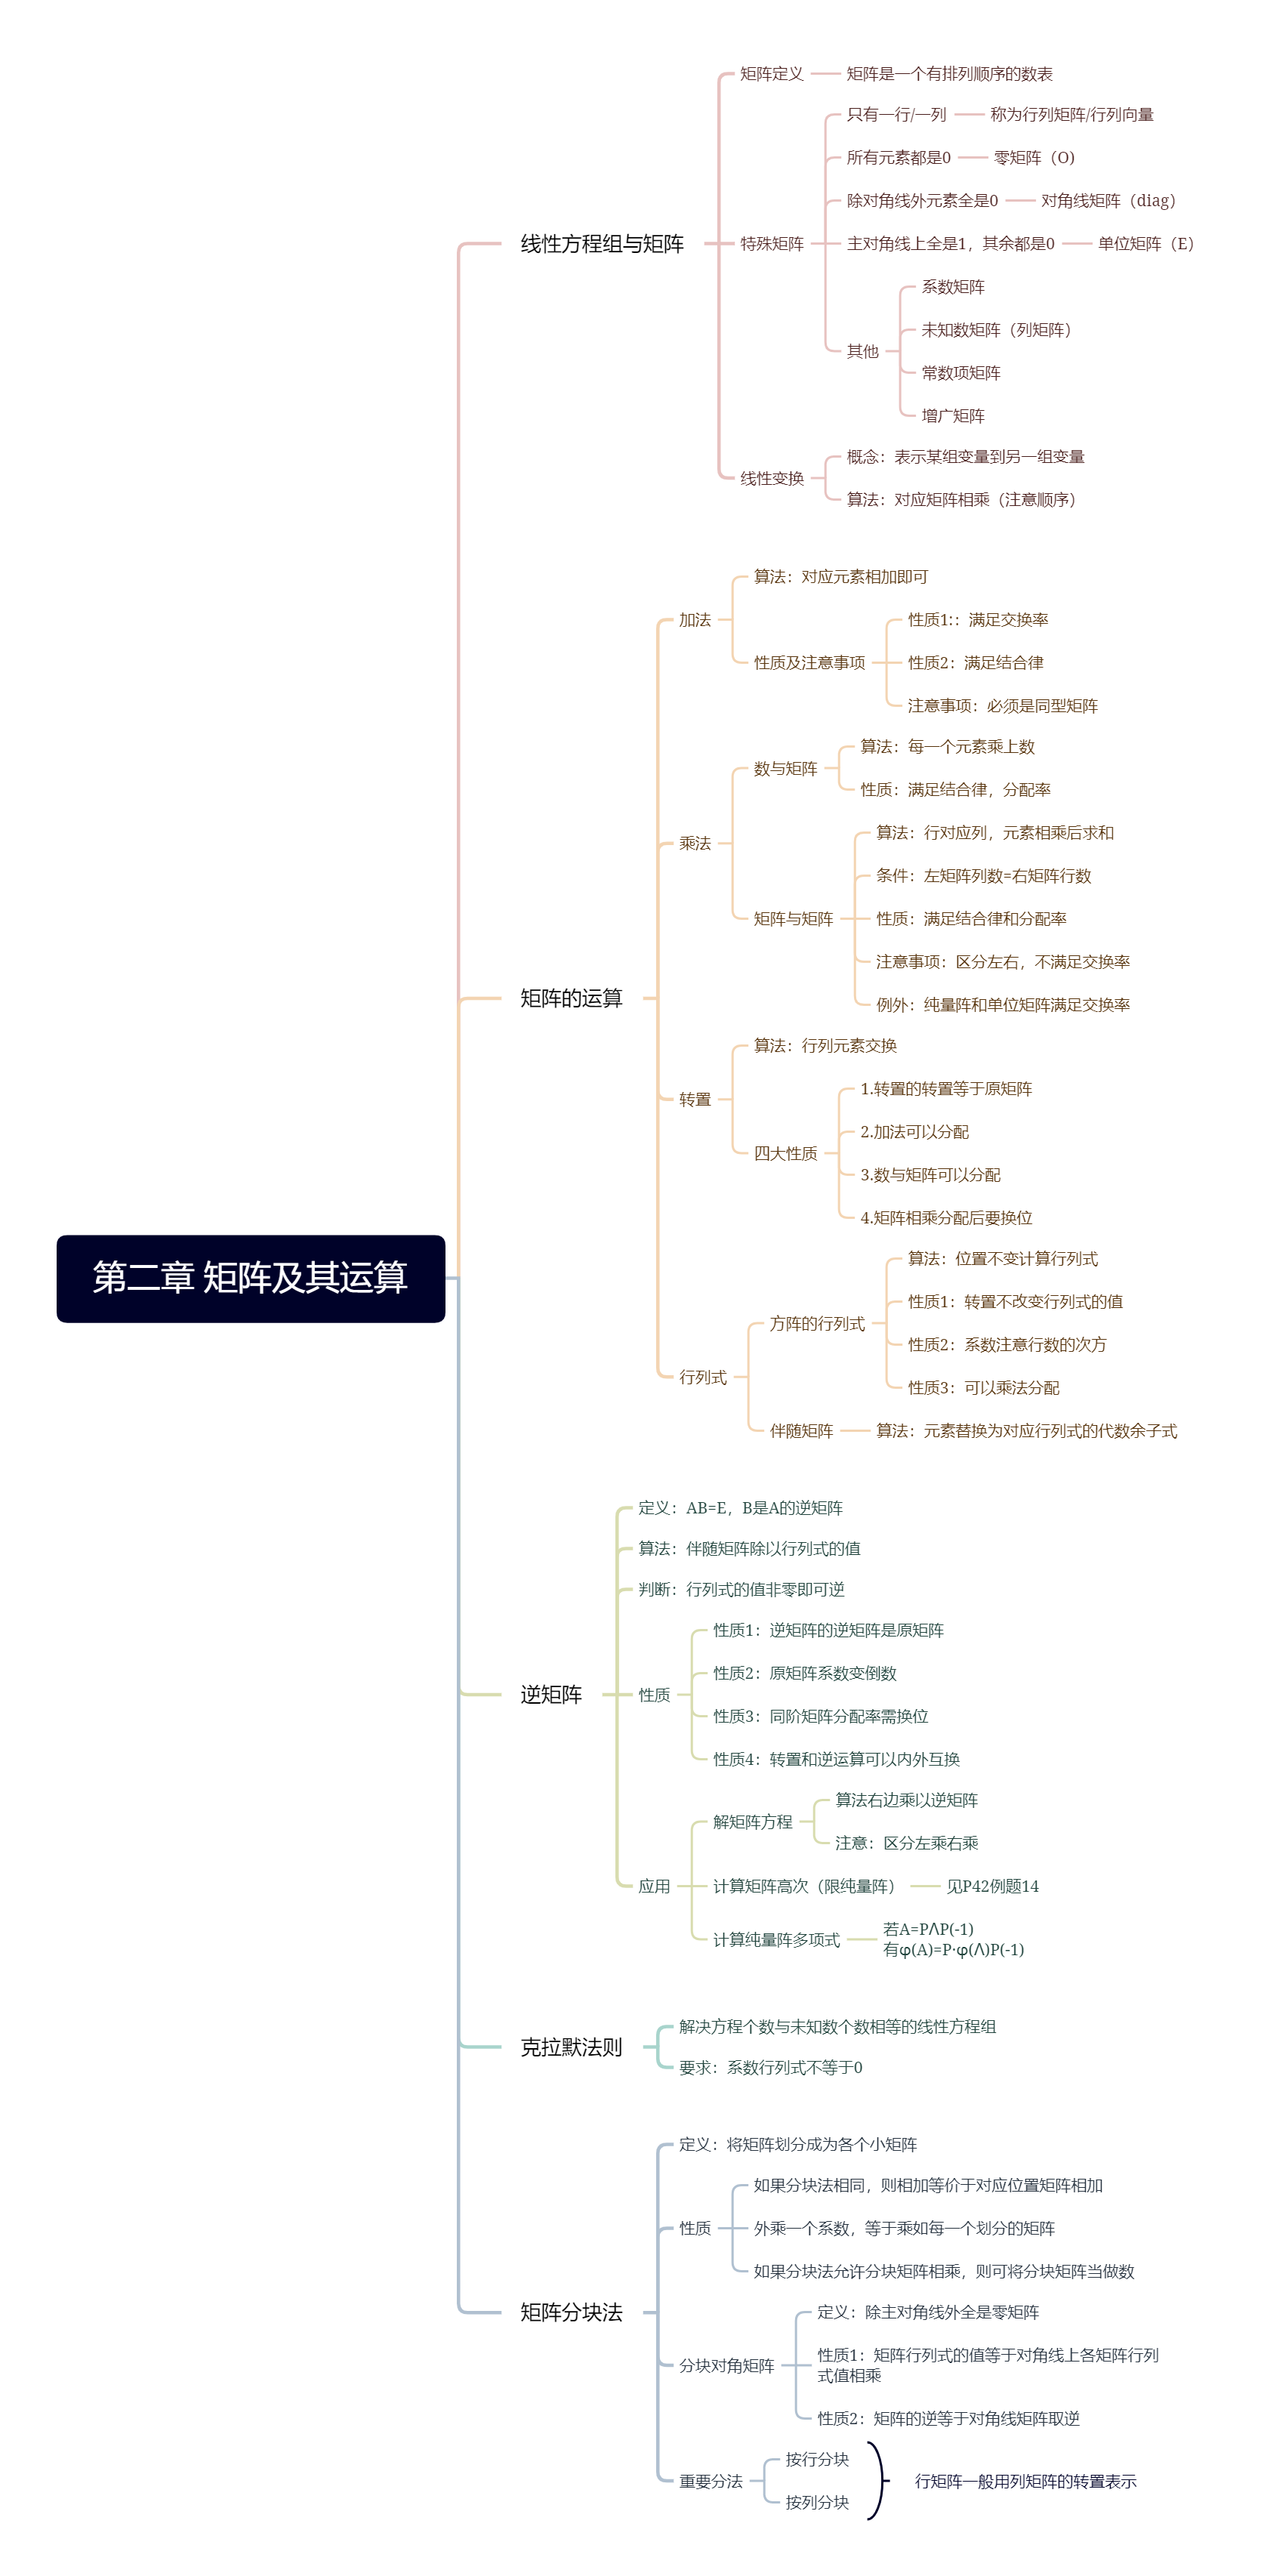 第二章 矩阵及其运算
线性方程组与矩阵
矩阵定义
矩阵是一个有排列顺序的数表
特殊矩阵
只有一行/一列
称为行列矩阵/行列向量
所有元素都是0
零矩阵（O)
除对角线外元素全是0
对角线矩阵（diag）
主对角线上全是1，其余都是0
单位矩阵（E）
其他
系数矩阵
未知数矩阵（列矩阵）
常数项矩阵
增广矩阵
线性变换
概念：表示某组变量到另一组变量
算法：对应矩阵相乘（注意顺序）
矩阵的运算
加法
算法：对应元素相加即可
性质及注意事项
性质1:：满足交换率
性质2：满足结合律
注意事项：必须是同型矩阵
乘法
数与矩阵
算法：每一个元素乘上数
性质：满足结合律，分配率
矩阵与矩阵
算法：行对应列，元素相乘后求和
条件：左矩阵列数=右矩阵行数
性质：满足结合律和分配率
注意事项：区分左右，不满足交换率
例外：纯量阵和单位矩阵满足交换率
转置
算法：行列元素交换
四大性质
1.转置的转置等于原矩阵
2.加法可以分配
3.数与矩阵可以分配
4.矩阵相乘分配后要换位
行列式
方阵的行列式
算法：位置不变计算行列式
性质1：转置不改变行列式的值
性质2：系数注意行数的次方
性质3：可以乘法分配
伴随矩阵
算法：元素替换为对应行列式的代数余子式
逆矩阵
定义：AB=E，B是A的逆矩阵
算法：伴随矩阵除以行列式的值
判断：行列式的值非零即可逆
性质
性质1：逆矩阵的逆矩阵是原矩阵
性质2：原矩阵系数变倒数
性质3：同阶矩阵分配率需换位
性质4：转置和逆运算可以内外互换
应用
解矩阵方程
算法右边乘以逆矩阵
注意：区分左乘右乘
计算矩阵高次（限纯量阵）
见P42例题14
计算纯量阵多项式
若A=PΛP(-1)
有φ(A)=P·φ(Λ)P(-1)
克拉默法则
解决方程个数与未知数个数相等的线性方程组
要求：系数行列式不等于0
矩阵分块法
定义：将矩阵划分成为各个小矩阵
性质
如果分块法相同，则相加等价于对应位置矩阵相加
外乘一个系数，等于乘如每一个划分的矩阵
如果分块法允许分块矩阵相乘，则可将分块矩阵当做数
分块对角矩阵
定义：除主对角线外全是零矩阵
性质1：矩阵行列式的值等于对角线上各矩阵行列
式值相乘
性质2：矩阵的逆等于对角线矩阵取逆
重要分法
按行分块
按列分块
行矩阵一般用列矩阵的转置表示